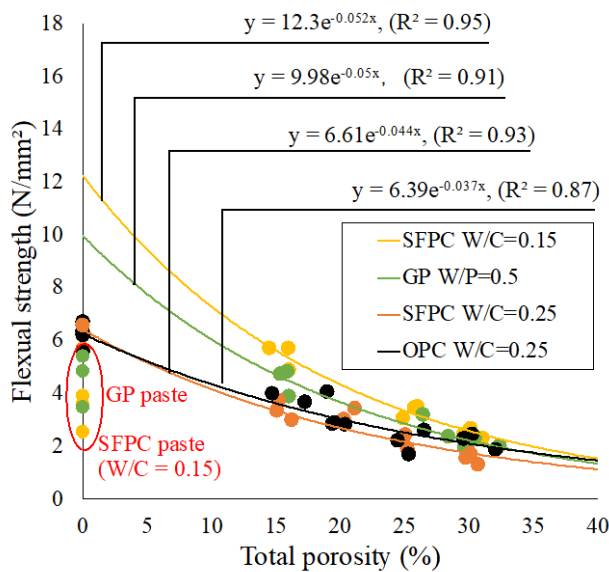 y = 12.3e-0.052x, (R² = 0.95)
y = 9.98e-0.05x, (R² = 0.91)
y = 6.61e-0.044x, (R² = 0.93)
y = 6.39e-0.037x, (R² = 0.87)
SFPC W/C=0.15
GP W/P=0.5
SFPC W/C=0.25
OPC W/C=0.25
GP paste
SFPC paste
(W/C = 0.15)
Flexual strength (N/mm²)
18
16
14
12
10
8
6
4
2
0
0 5 10 15 20 25 30 35 40
Total porosity (%)